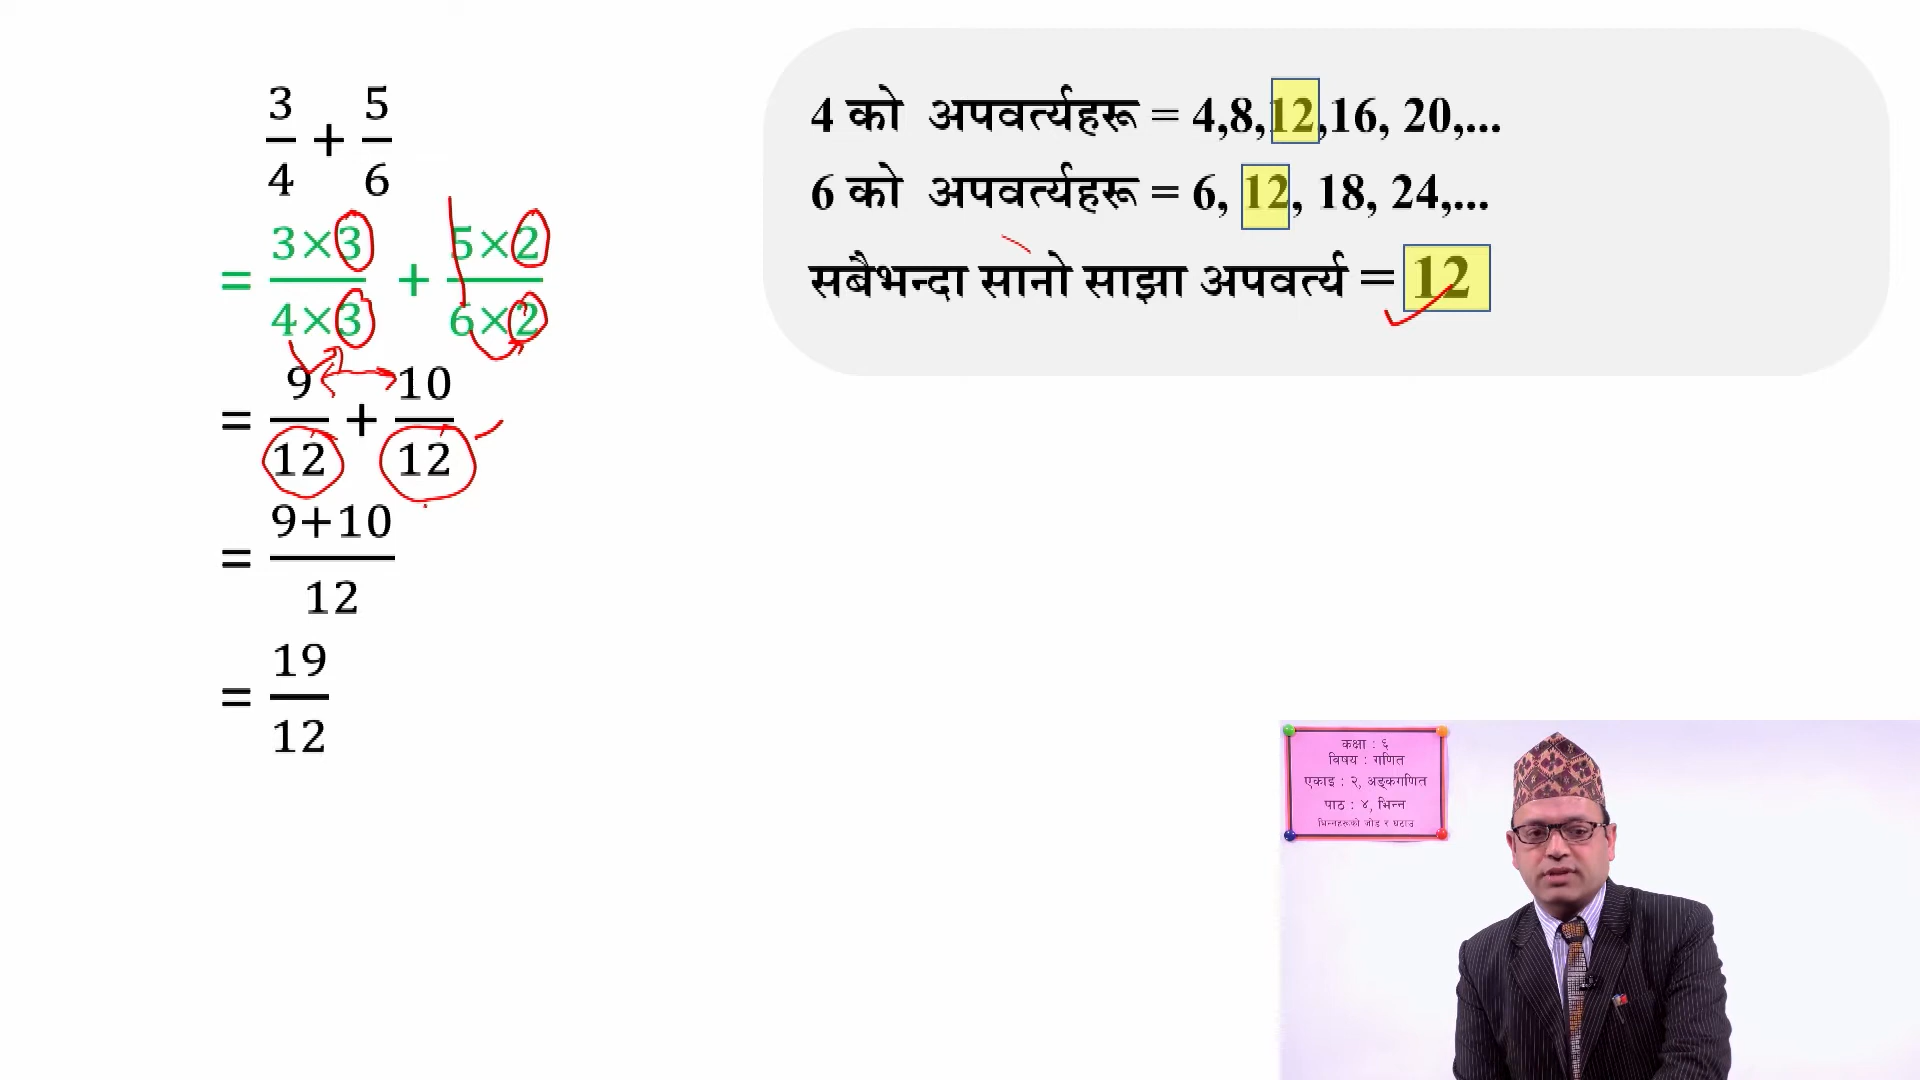 3/4 + 5/6
= 3×3/4×3 + 5×2/6×2
= 9/12 + 10/12
= 9+10/12
= 19/12
4 को अपवर्त्यहरू = 4,8,12,16, 20,...
6 को अपवर्त्यहरू = 6, 12, 18, 24,...
सबैभन्दा सानो साझा अपवर्त्य = 12
कक्षा : ६
विषय : गणित
एकाइ : २, अङ्कगणित
पाठ : ४, भिन्न
भिन्नहरूको जोड र घटाउ